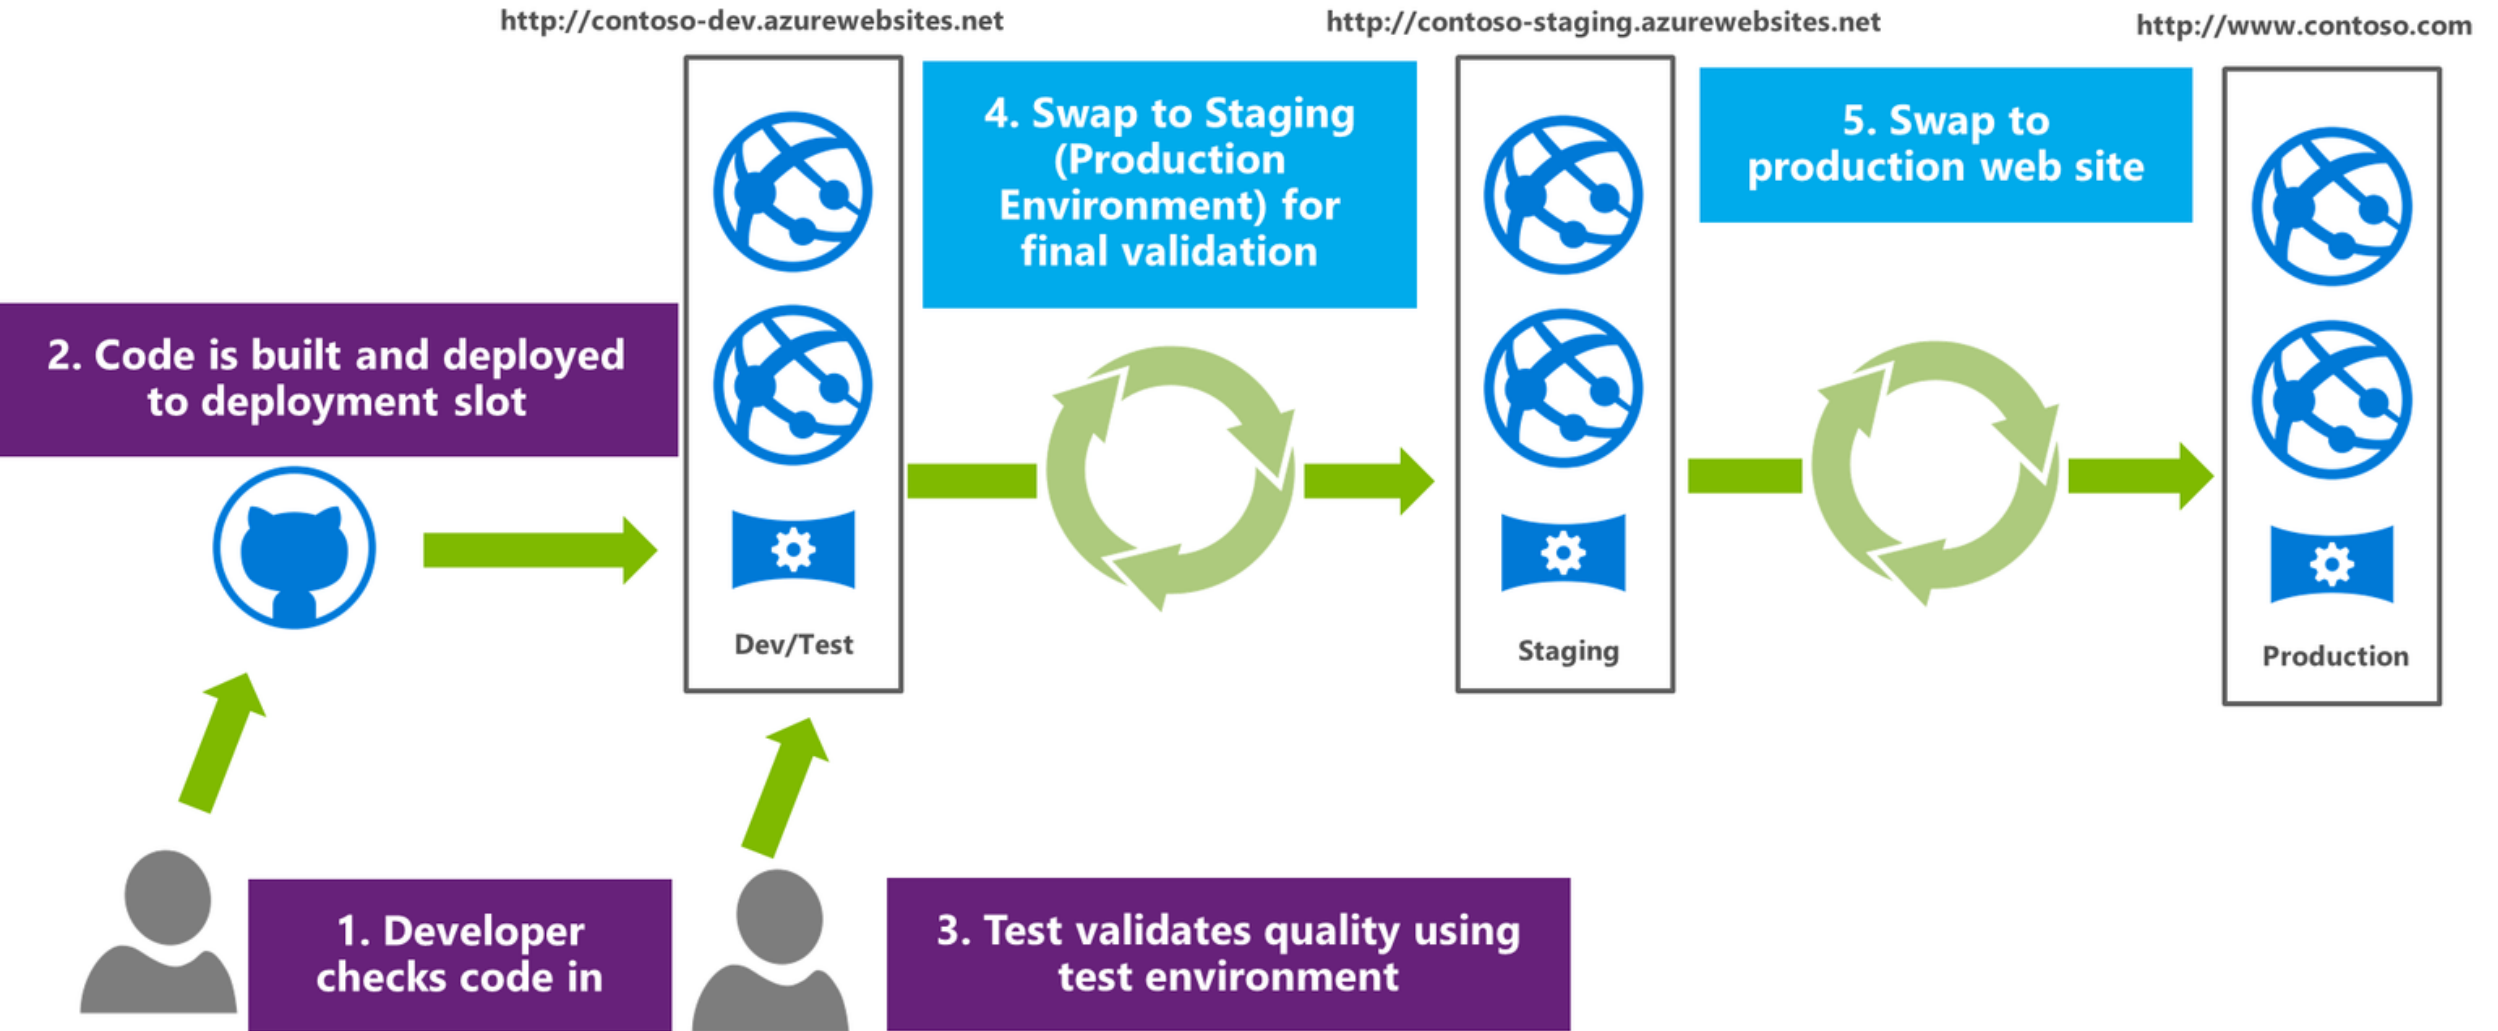 http://contoso-dev.azurewebsites.net
http://contoso-staging.azurewebsites.net
http://www.contoso.com
4. Swap to Staging
(Production
Environment) for
final validation
5. Swap to
production web site
2. Code is built and deployed
to deployment slot
Dev/Test
Staging
Production
1. Developer
checks code in
3. Test validates quality using
test environment